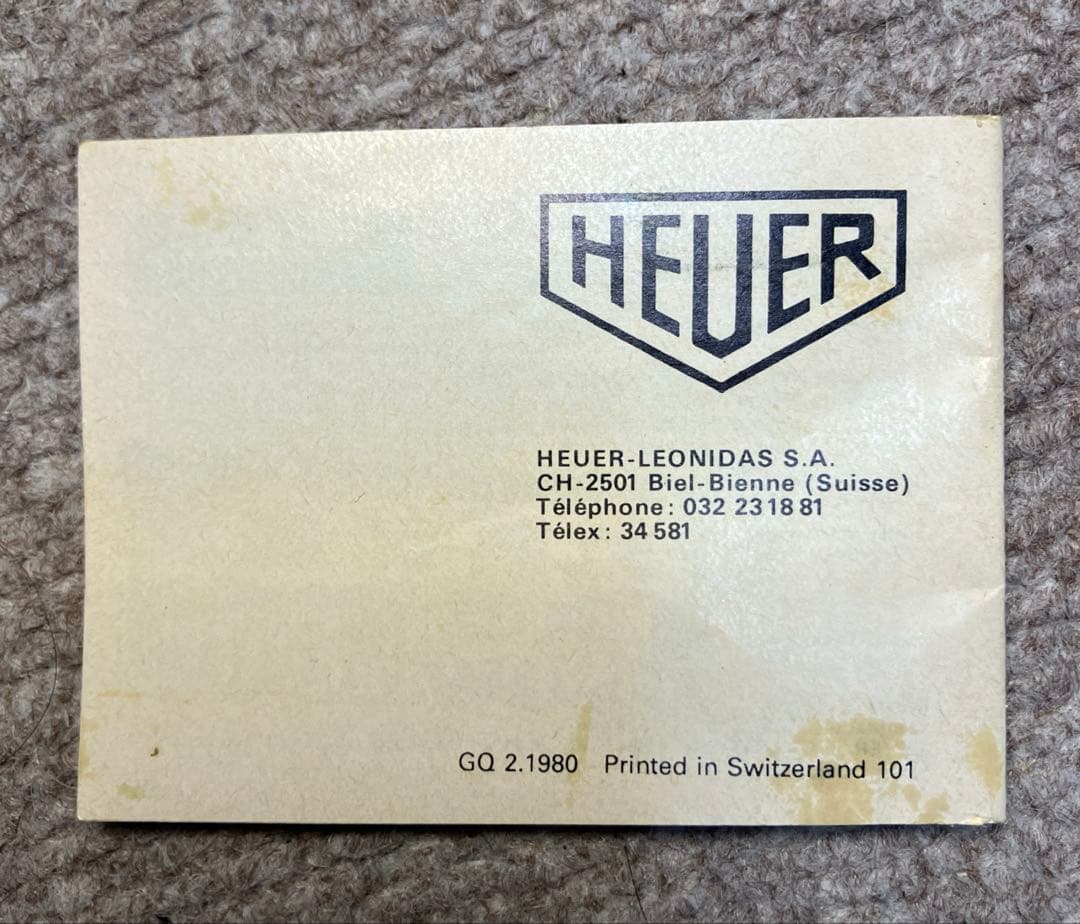 HEUER
HEUER-LEONIDAS S.A.
CH-2501 Biel-Bienne (Suisse)
Téléphone: 032 23 18 81
Télex: 34 581
GQ 2.1980 Printed in Switzerland 101